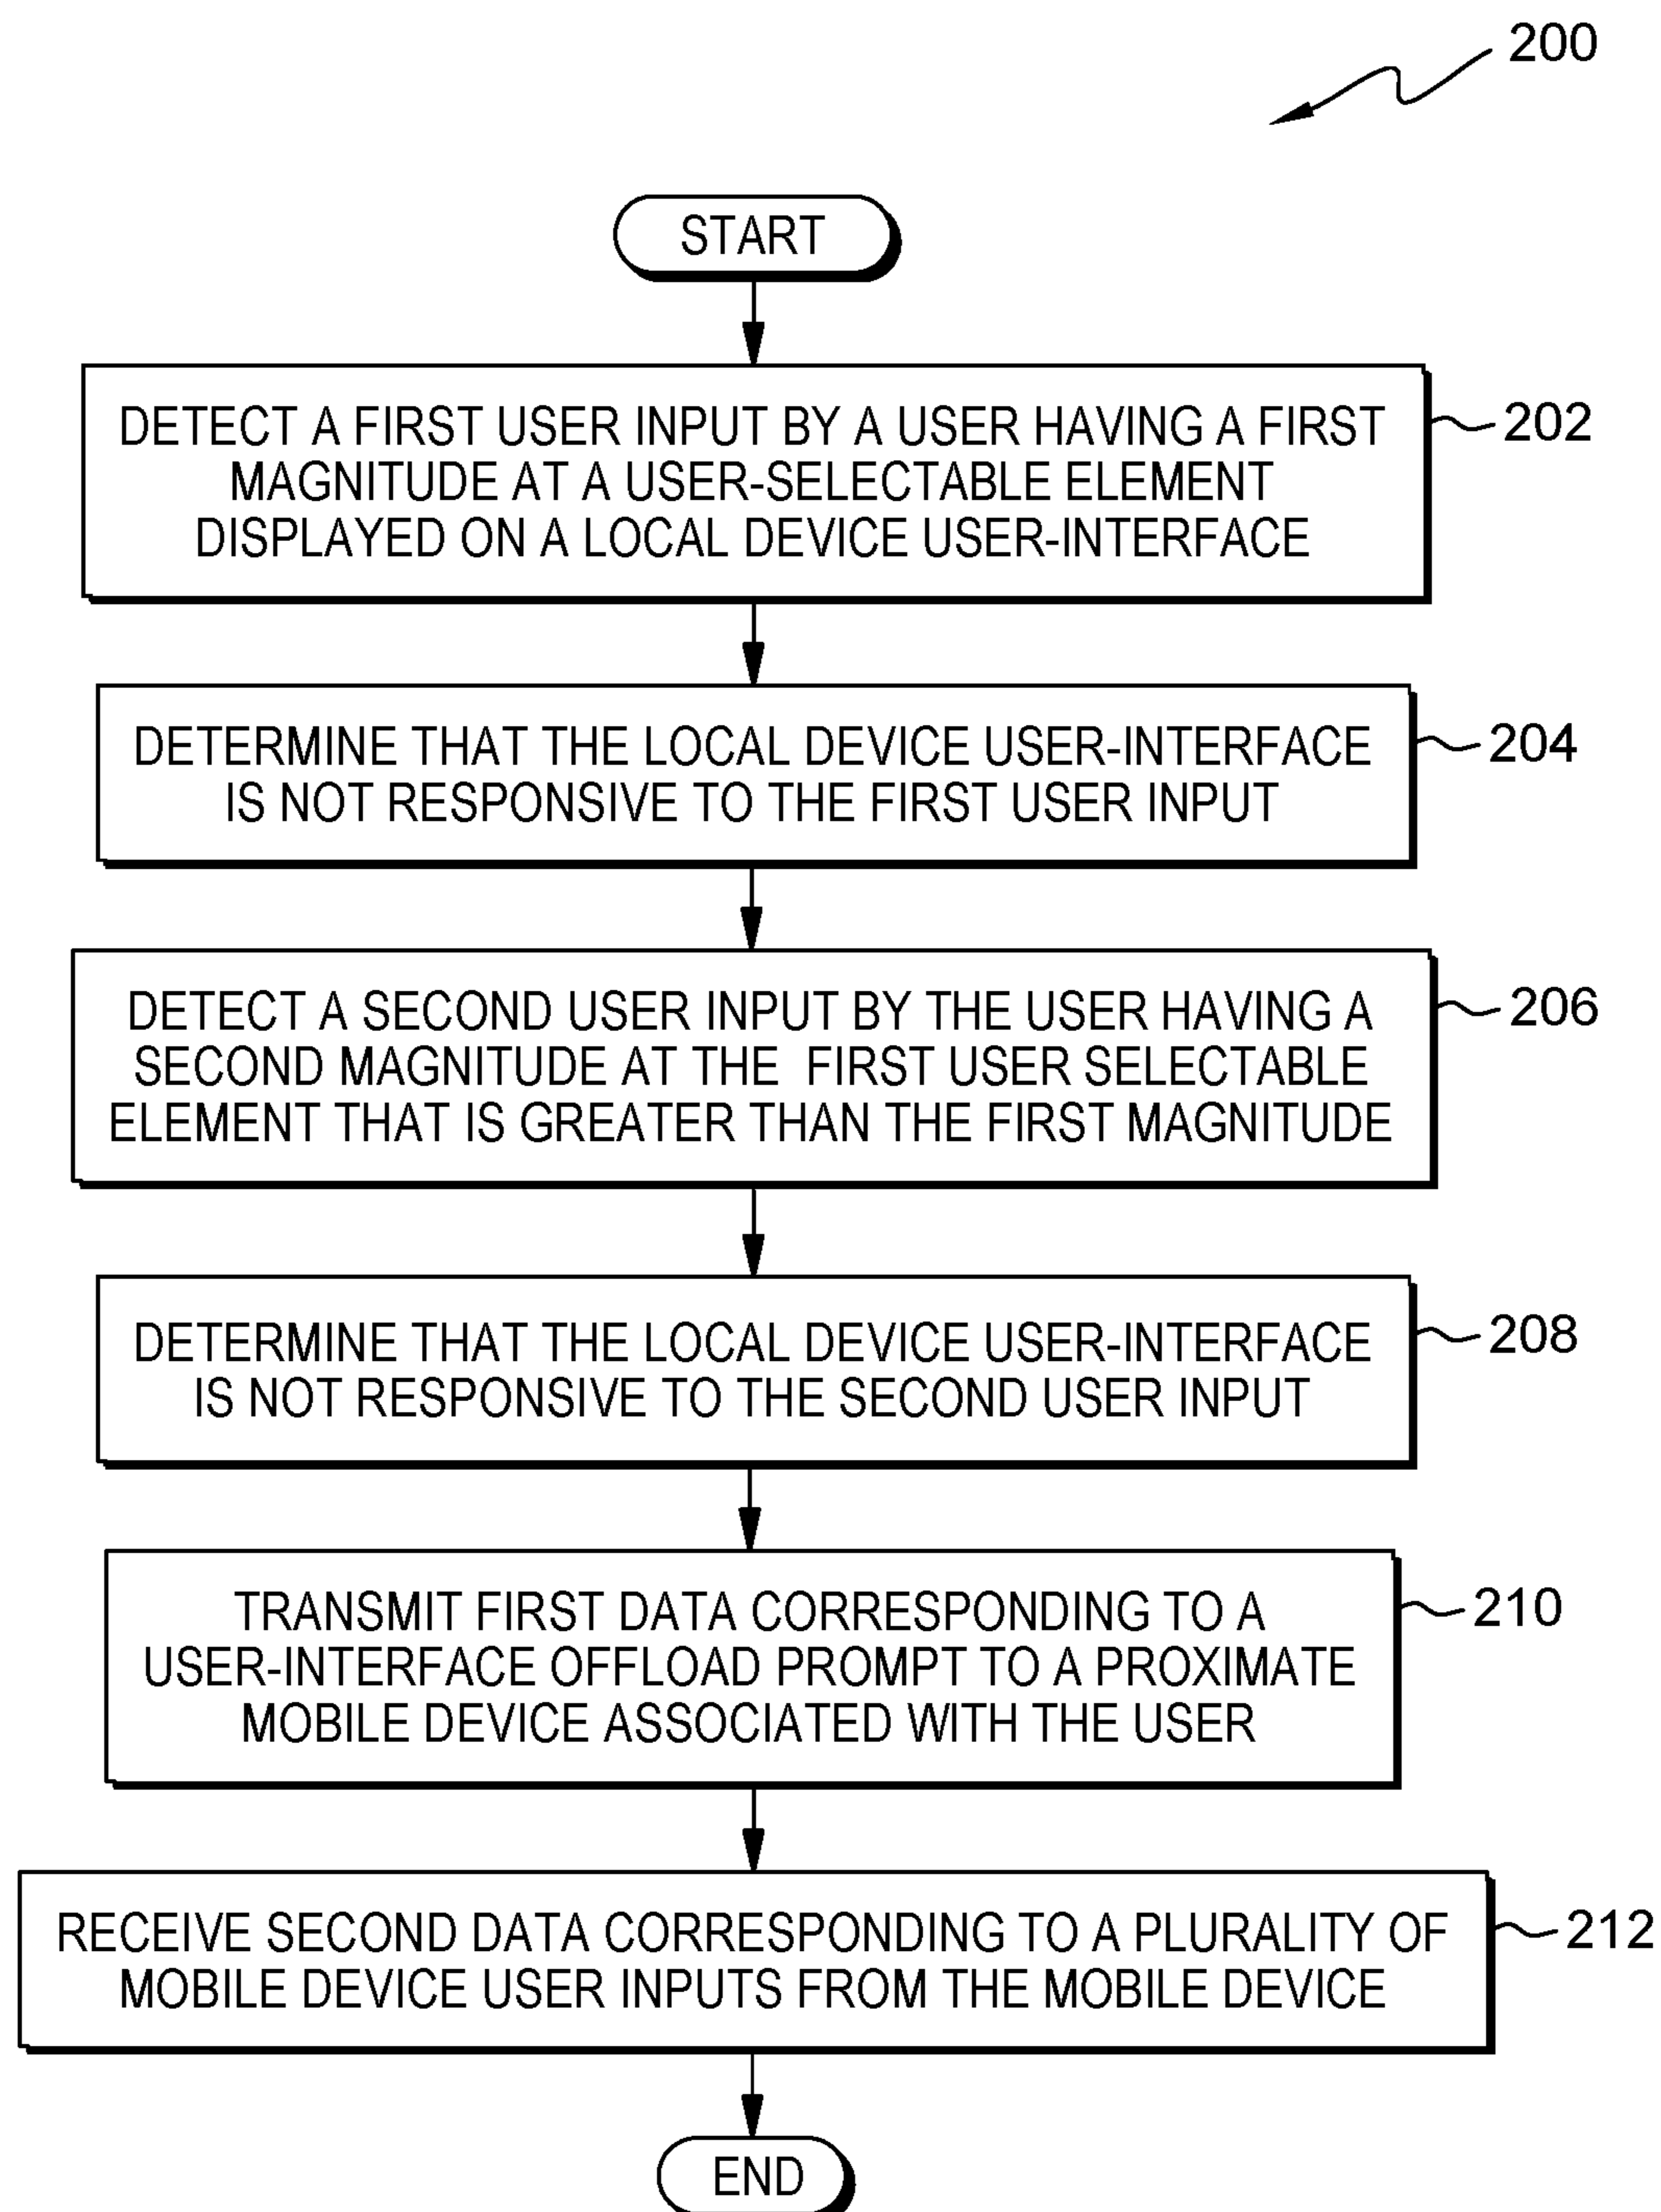 200
START
DETECT A FIRST USER INPUT BY A USER HAVING A FIRST
MAGNITUDE AT A USER-SELECTABLE ELEMENT
DISPLAYED ON A LOCAL DEVICE USER-INTERFACE
202
DETERMINE THAT THE LOCAL DEVICE USER-INTERFACE
IS NOT RESPONSIVE TO THE FIRST USER INPUT
204
DETECT A SECOND USER INPUT BY THE USER HAVING A
SECOND MAGNITUDE AT THE FIRST USER SELECTABLE
ELEMENT THAT IS GREATER THAN THE FIRST MAGNITUDE
206
DETERMINE THAT THE LOCAL DEVICE USER-INTERFACE
IS NOT RESPONSIVE TO THE SECOND USER INPUT
208
TRANSMIT FIRST DATA CORRESPONDING TO A
USER-INTERFACE OFFLOAD PROMPT TO A PROXIMATE
MOBILE DEVICE ASSOCIATED WITH THE USER
210
RECEIVE SECOND DATA CORRESPONDING TO A PLURALITY OF
MOBILE DEVICE USER INPUTS FROM THE MOBILE DEVICE
212
END